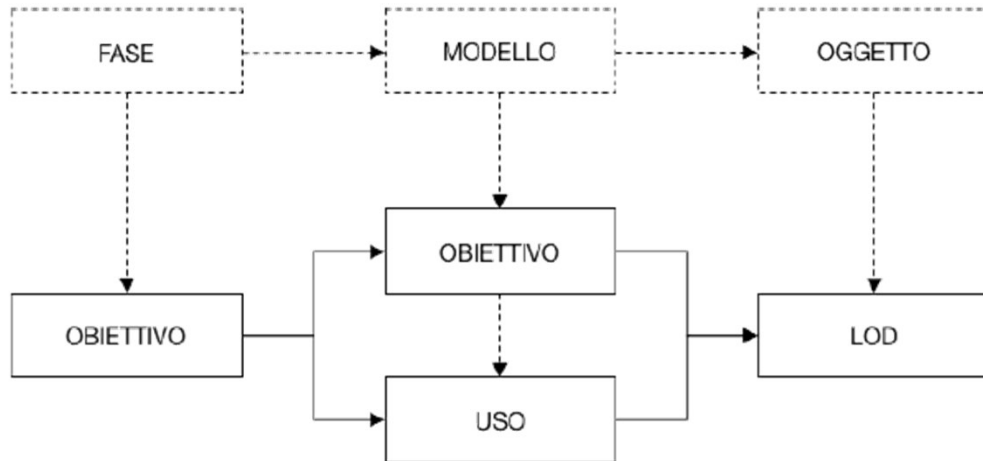 FASE
MODELLO
OGGETTO
OBIETTIVO
OBIETTIVO
LOD
USO